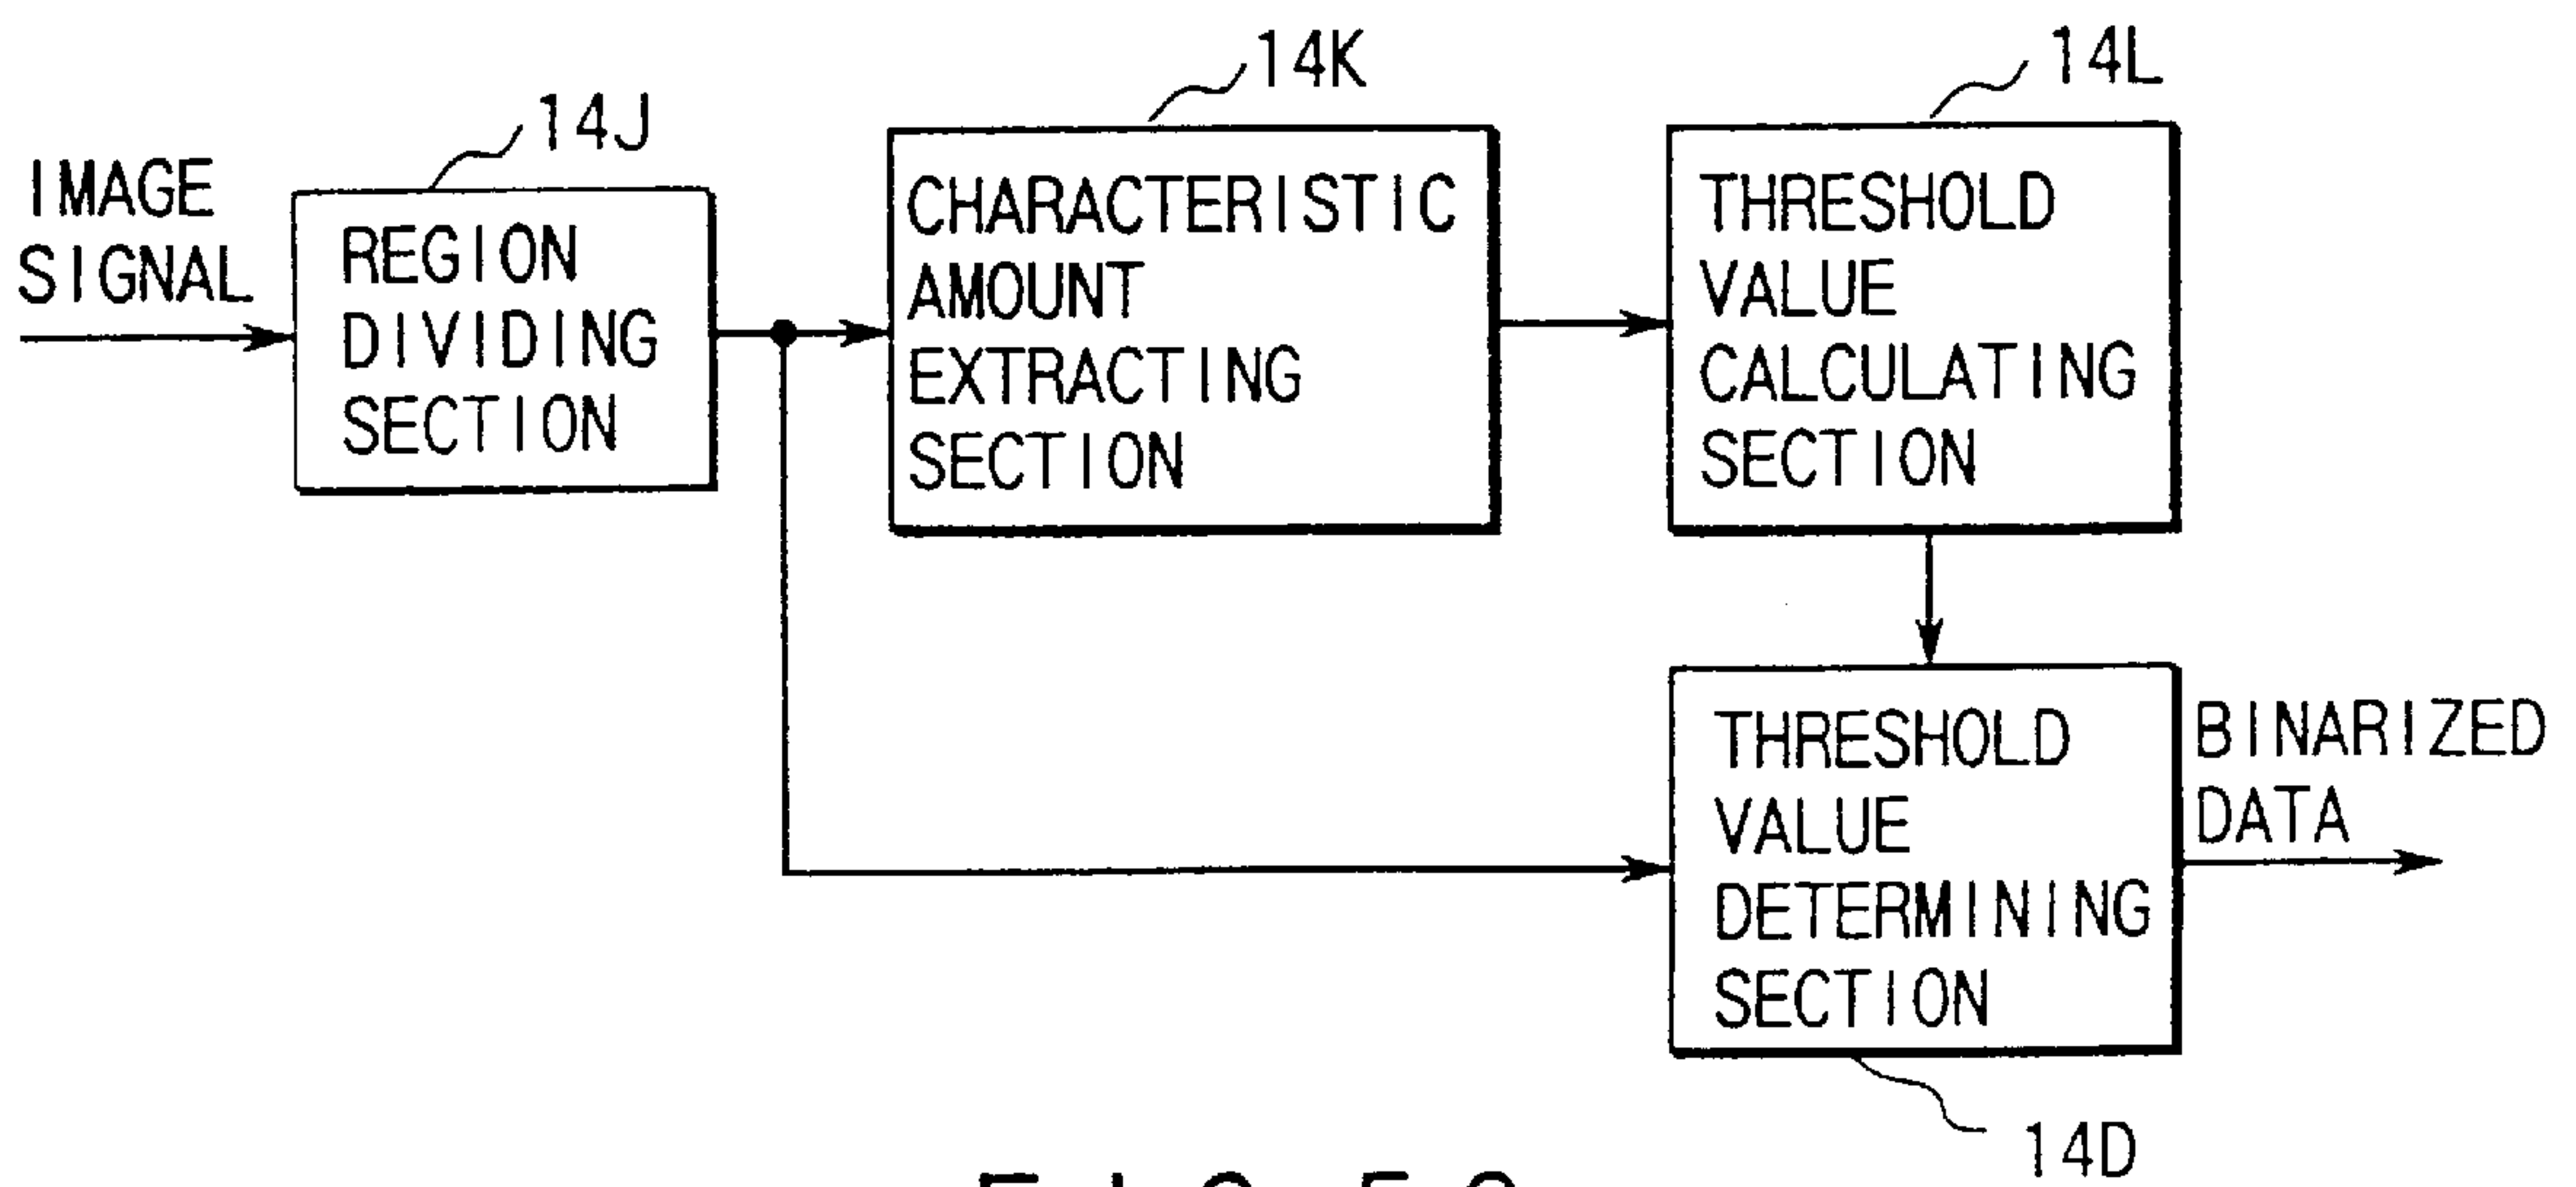 IMAGE
SIGNAL
14J
REGION
DIVIDING
SECTION
14K
CHARACTERISTIC
AMOUNT
EXTRACTING
SECTION
14L
THRESHOLD
VALUE
CALCULATING
SECTION
THRESHOLD
VALUE
DETERMINING
SECTION
14D
BINARIZED
DATA